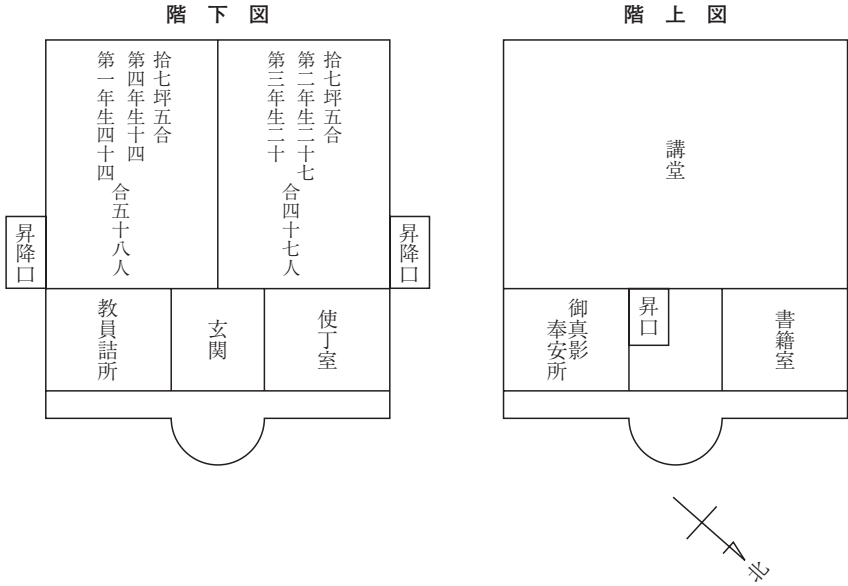 階下図
拾七坪五合
第二年生二十七
第三年生二十
合四十七人
拾七坪五合
第四年生十四
第一年生四十四
合五十八人
昇降口
昇降口
使丁室
玄関
教員詰所
階上図
講堂
書籍室
昇口
御真影
奉安所
北